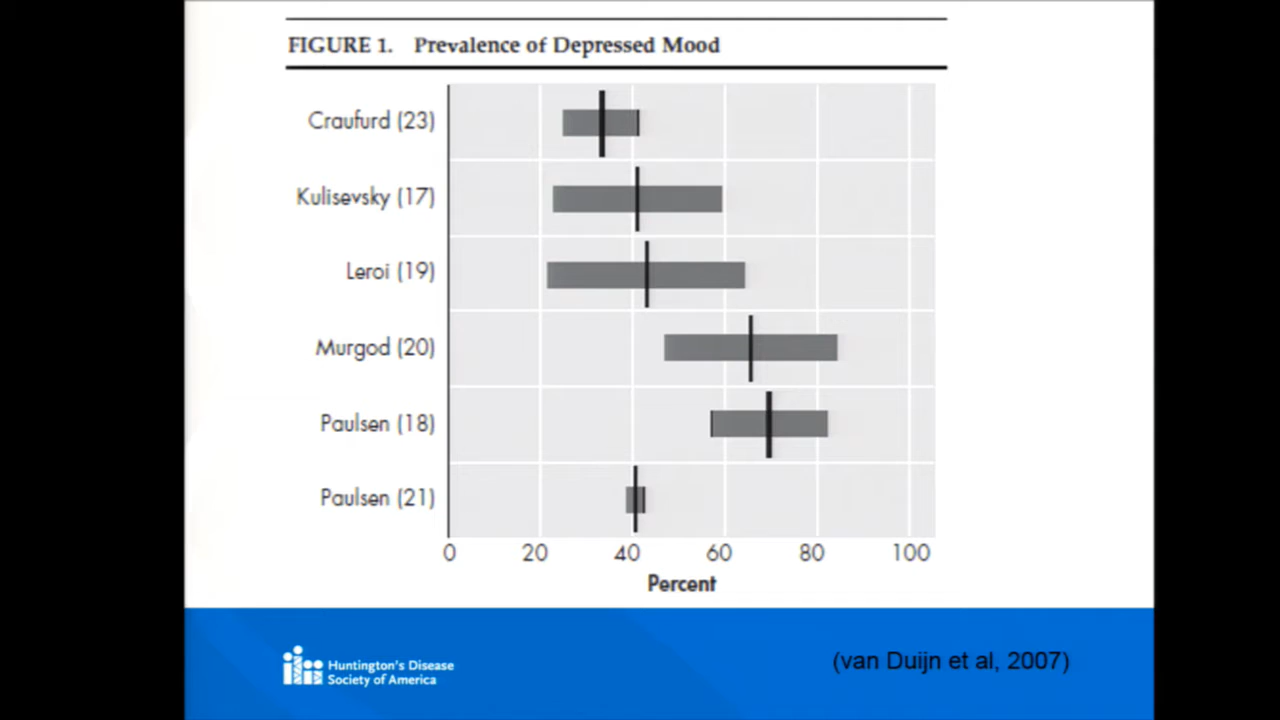 FIGURE 1. Prevalence of Depressed Mood
Craufurd (23)
Kulisevsky (17)
Leroi (19)
Murgod (20)
Paulsen (18)
Paulsen (21)
0 20 40 60 80 100
Percent
Huntington's Disease
Society of America
(van Duijn et al, 2007)